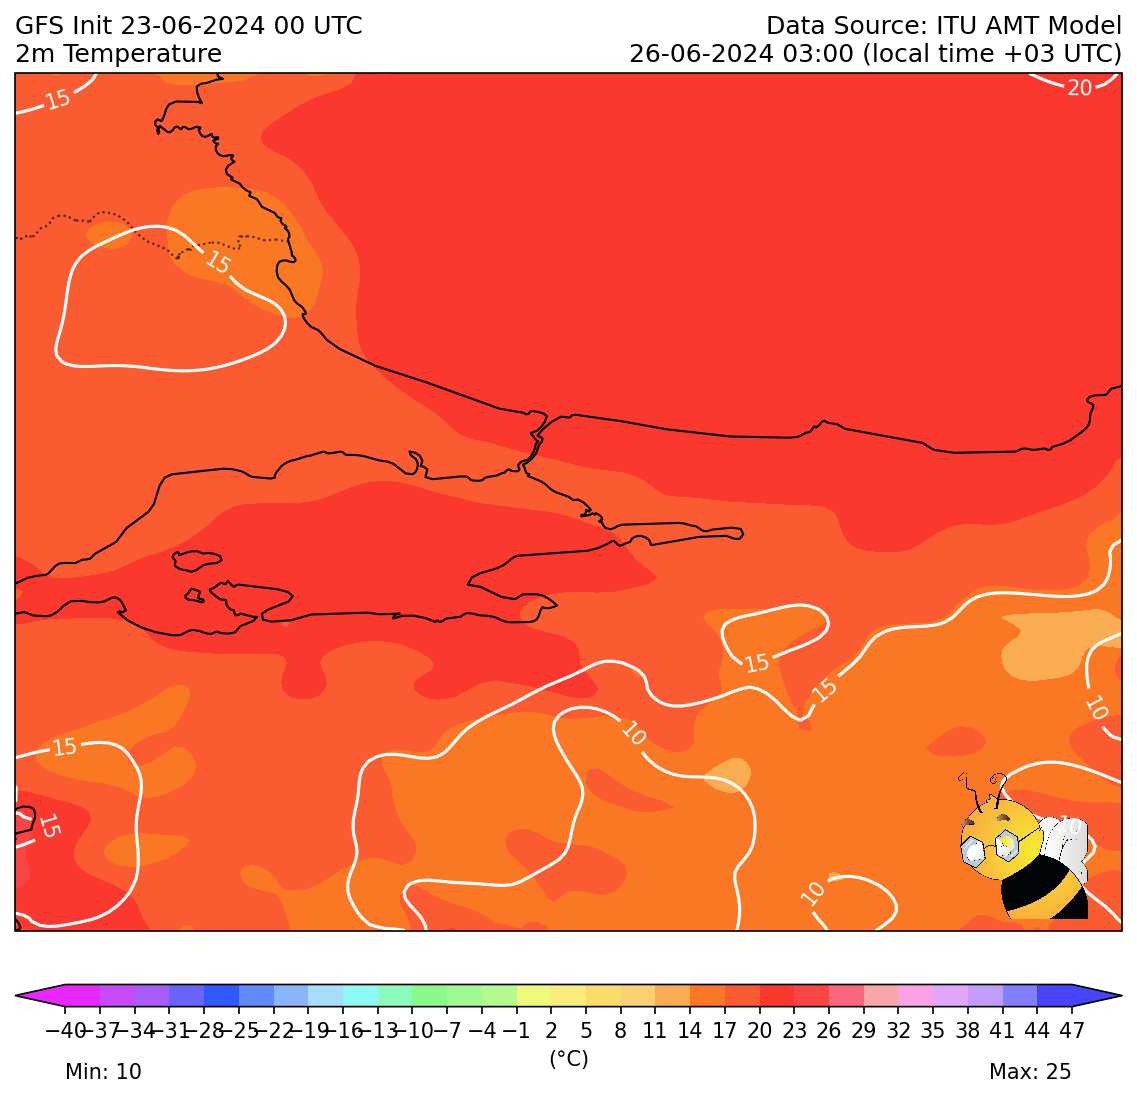 GFS Init 23-06-2024 00 UTC
Data Source: ITU AMT Model
2m Temperature
26-06-2024 03:00 (local time +03 UTC)
15
20
15
15
15
10
10
15
15
10
10
−40 −37 −34 −31 −28 −25 −22 −19 −16 −13 −10 −7 −4 −1 2 5 8 11 14 17 20 23 26 29 32 35 38 41 44 47
(°C)
Min: 10
Max: 25